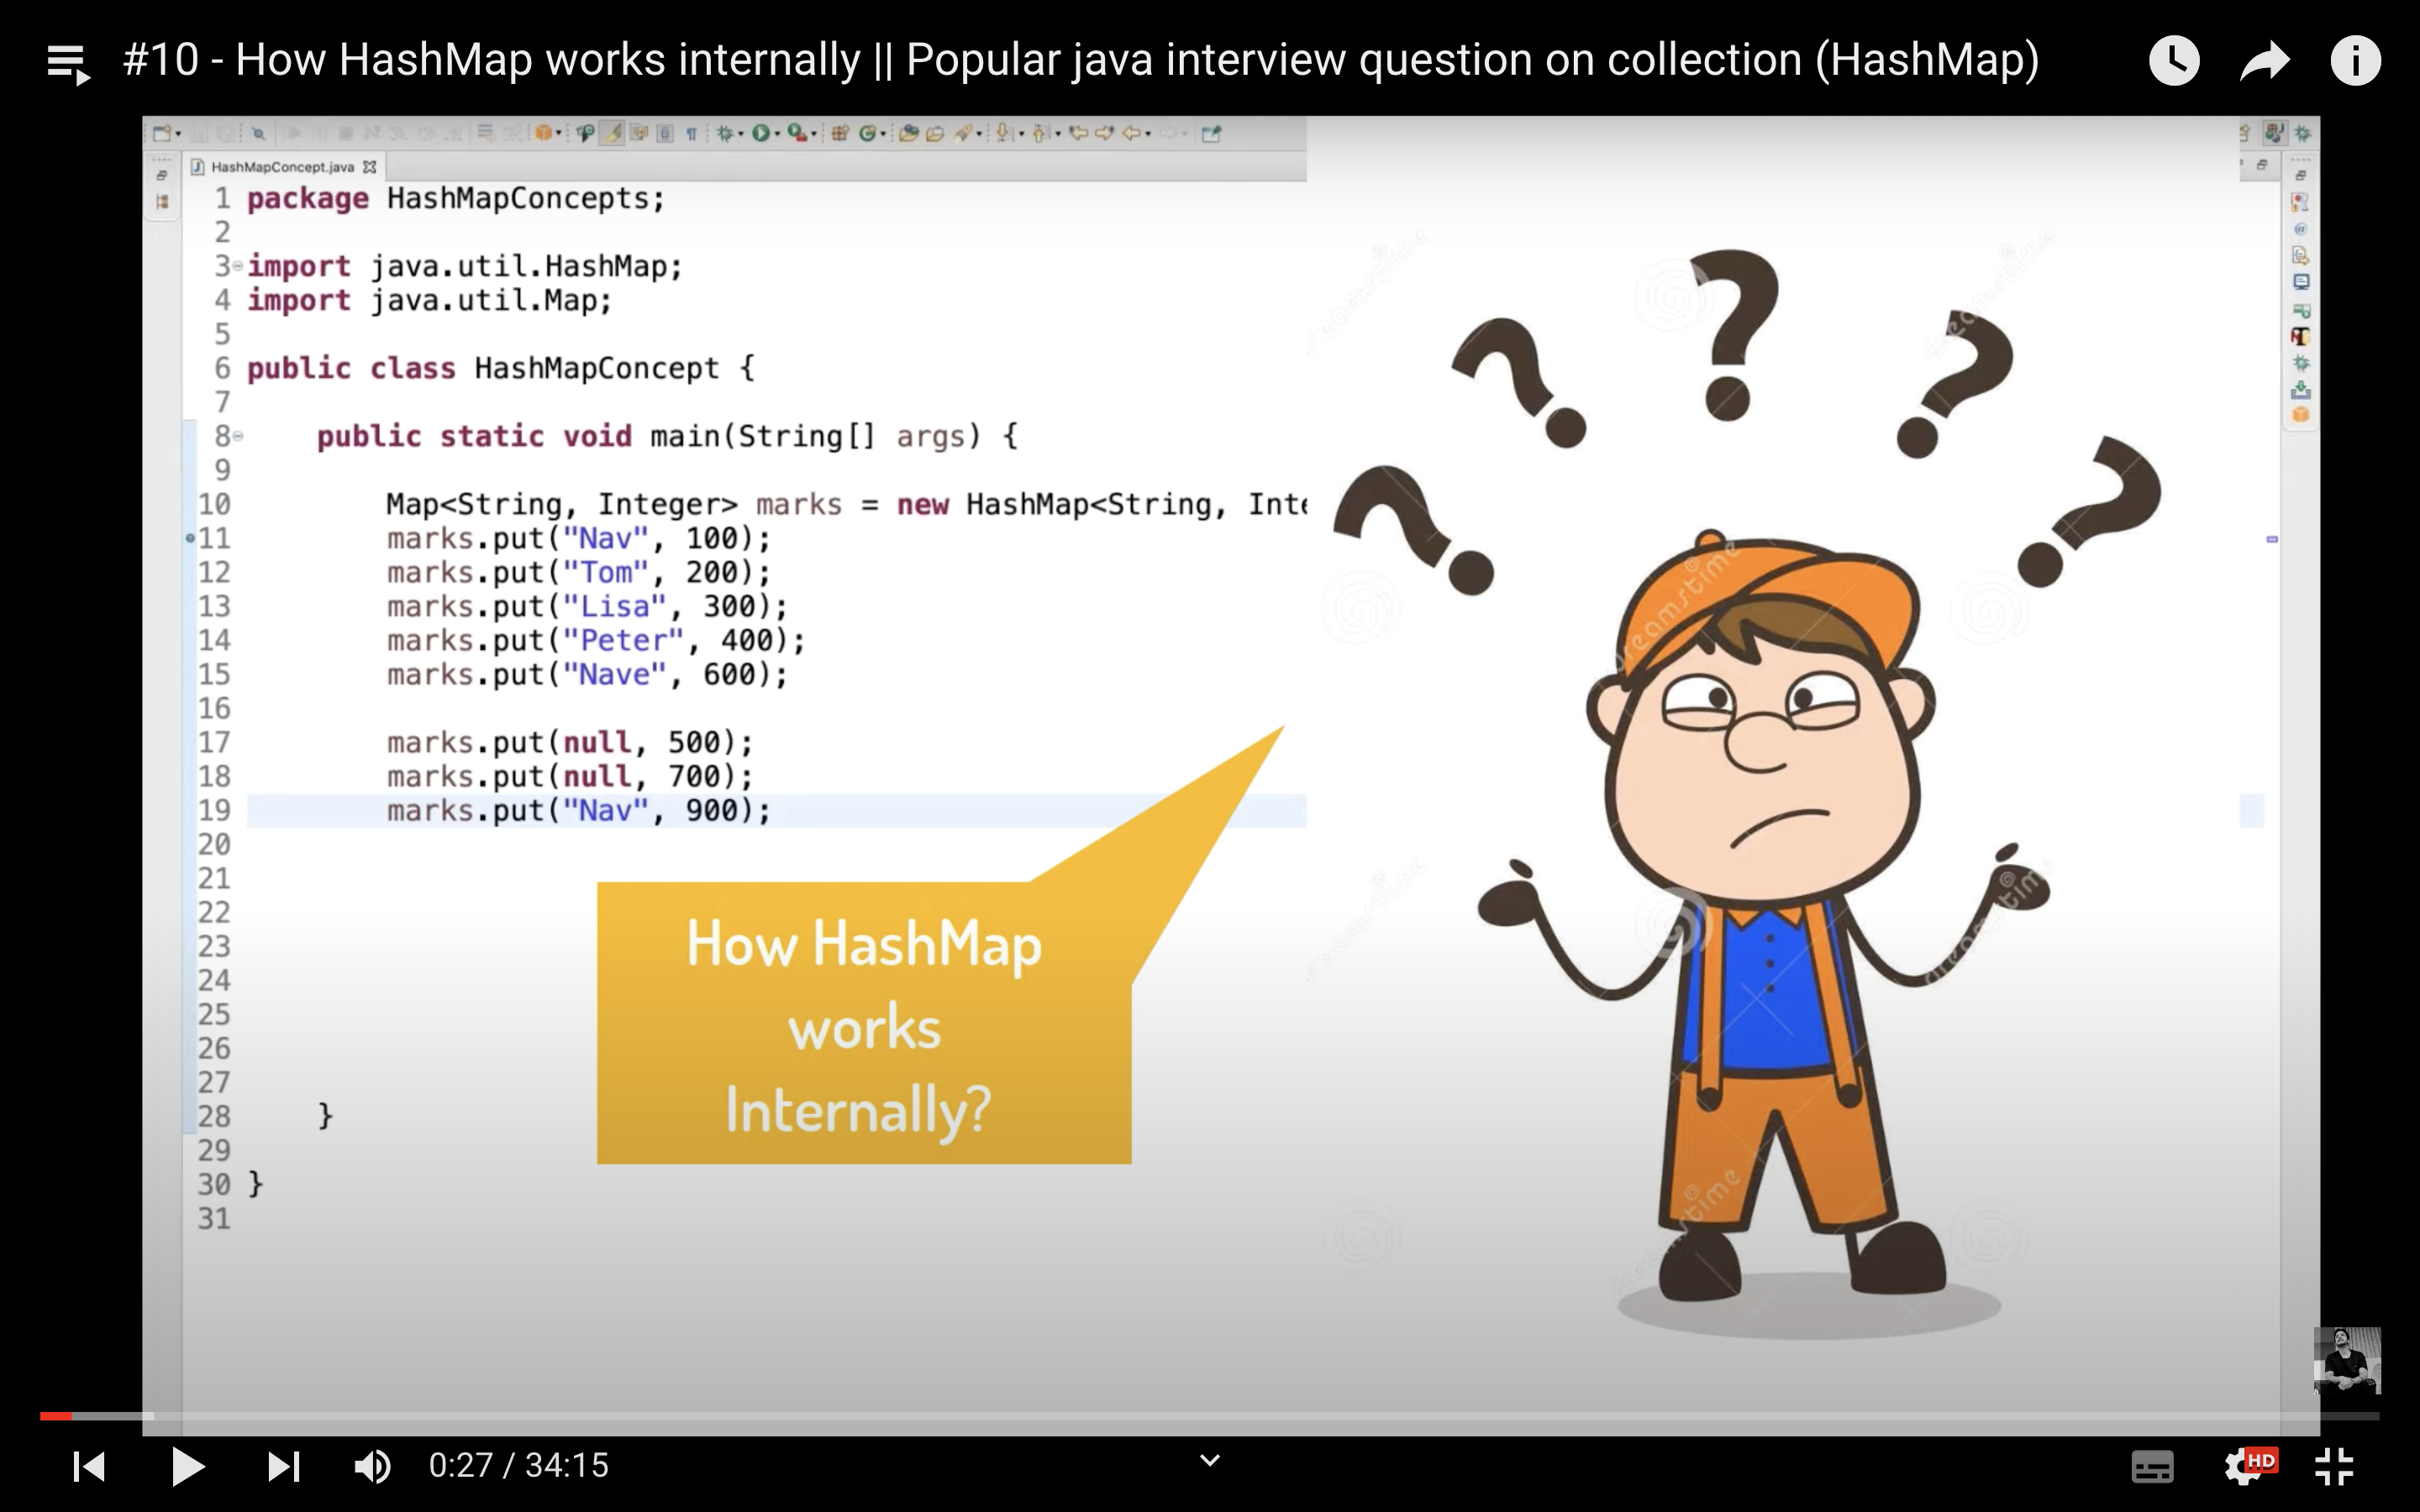 #10 - How HashMap works internally || Popular java interview question on collection (HashMap)
HashMapConcept.java
1 package HashMapConcepts;
2
3 import java.util.HashMap;
4 import java.util.Map;
5
6 public class HashMapConcept {
7
8 public static void main(String[] args) {
9
10 Map<String, Integer> marks = new HashMap<String, Inte
11 marks.put("Nav", 100);
12 marks.put("Tom", 200);
13 marks.put("Lisa", 300);
14 marks.put("Peter", 400);
15 marks.put("Nave", 600);
16
17 marks.put(null, 500);
18 marks.put(null, 700);
19 marks.put("Nav", 900);
20
21
22
23
24
25
26
27
28 }
29
30 }
31
How HashMap
works
Internally?
? ? ? ? ?
dreamstime
dreamstime
dreamstime
0:27 / 34:15
HD